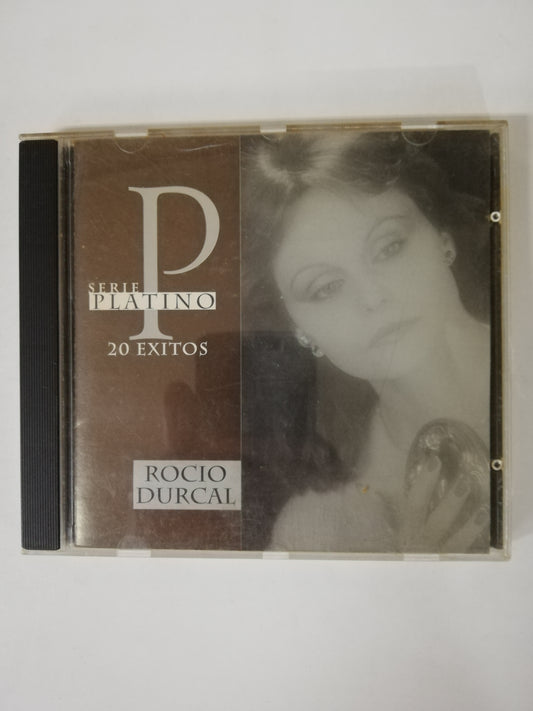 P
SERIE
PLATINO
20 EXITOS
ROCIO
DURCAL